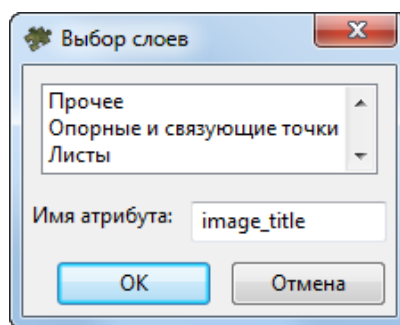 Выбор слоев
Прочее
Опорные и связующие точки
Листы
Имя атрибута: image_title
OK Отмена